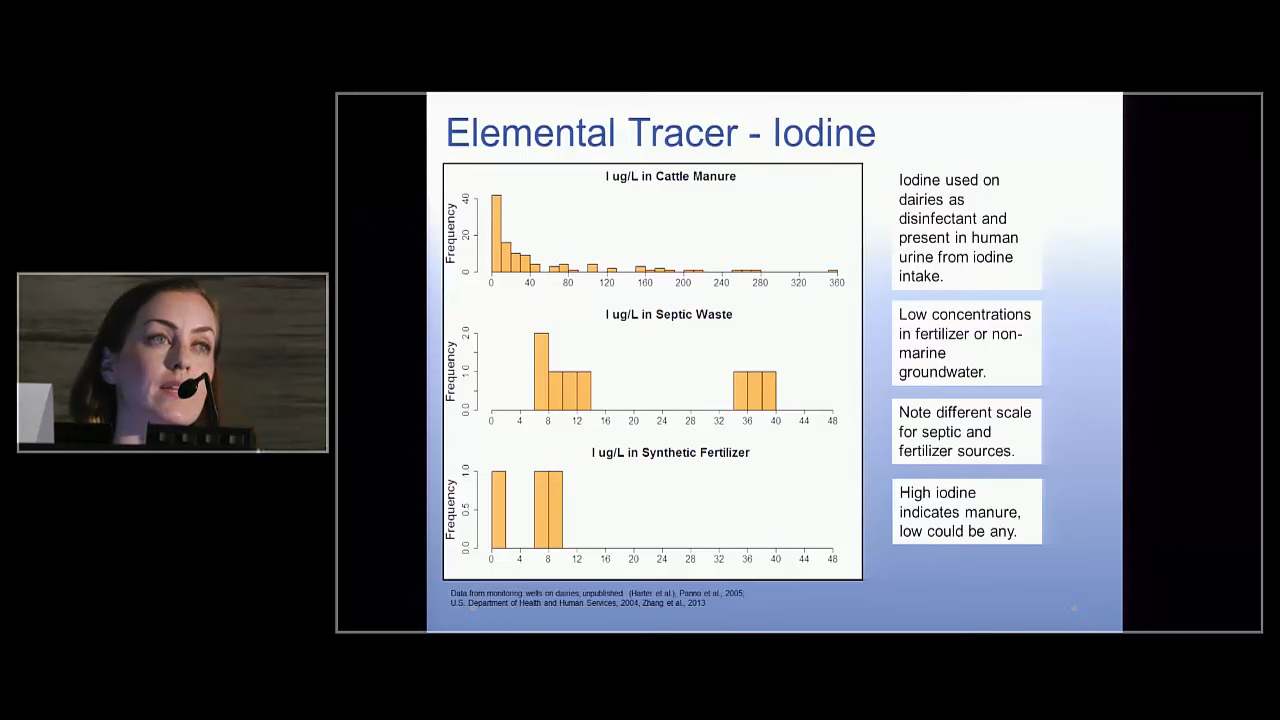 Elemental Tracer - Iodine
I ug/L in Cattle Manure
Frequency
0 20 40
0 40 80 120 160 200 240 280 320 360
I ug/L in Septic Waste
Frequency
0.0 1.0 2.0
0 4 8 12 16 20 24 28 32 36 40 44 48
I ug/L in Synthetic Fertilizer
Frequency
0.0 0.5 1.0
0 4 8 12 16 20 24 28 32 36 40 44 48
Data from monitoring wells on dairies, unpublished (Harter et al.), Panno et al., 2005;
U.S. Department of Health and Human Services, 2004, Zhang et al., 2013
Iodine used on
dairies as
disinfectant and
present in human
urine from iodine
intake.
Low concentrations
in fertilizer or non-
marine
groundwater.
Note different scale
for septic and
fertilizer sources.
High iodine
indicates manure,
low could be any.